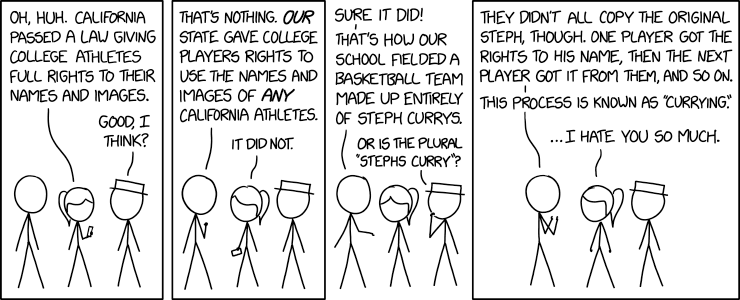 OH, HUH. CALIFORNIA
PASSED A LAW GIVING
COLLEGE ATHLETES
FULL RIGHTS TO THEIR
NAMES AND IMAGES.
GOOD, I
THINK?
THAT'S NOTHING. OUR
STATE GAVE COLLEGE
PLAYERS RIGHTS TO
USE THE NAMES AND
IMAGES OF ANY
CALIFORNIA ATHLETES.
IT DID NOT.
SURE IT DID!
THAT'S HOW OUR
SCHOOL FIELDED A
BASKETBALL TEAM
MADE UP ENTIRELY
OF STEPH CURRYS.
OR IS THE PLURAL
"STEPHS CURRY"?
THEY DIDN'T ALL COPY THE ORIGINAL
STEPH, THOUGH. ONE PLAYER GOT THE
RIGHTS TO HIS NAME, THEN THE NEXT
PLAYER GOT IT FROM THEM, AND SO ON.
THIS PROCESS IS KNOWN AS "CURRYING."
...I HATE YOU SO MUCH.